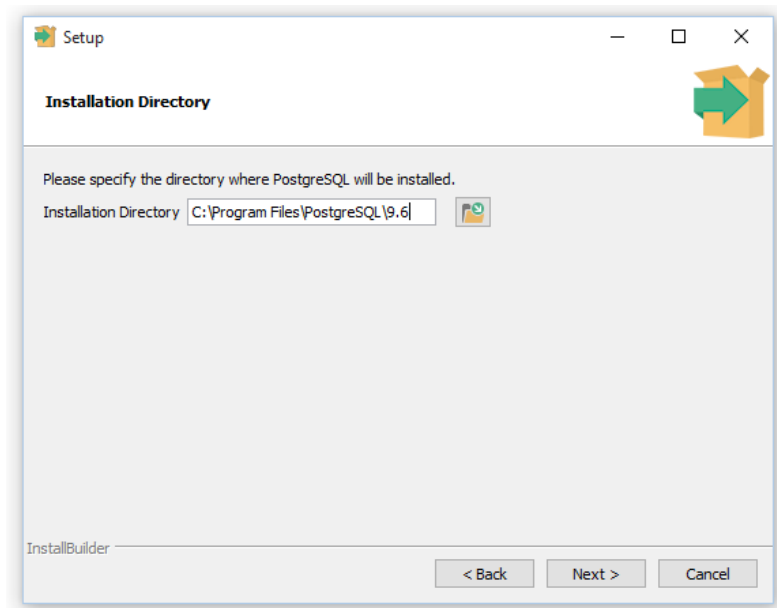 Setup
Installation Directory
Please specify the directory where PostgreSQL will be installed.
Installation Directory C:\Program Files\PostgreSQL\9.6
InstallBuilder
< Back Next > Cancel